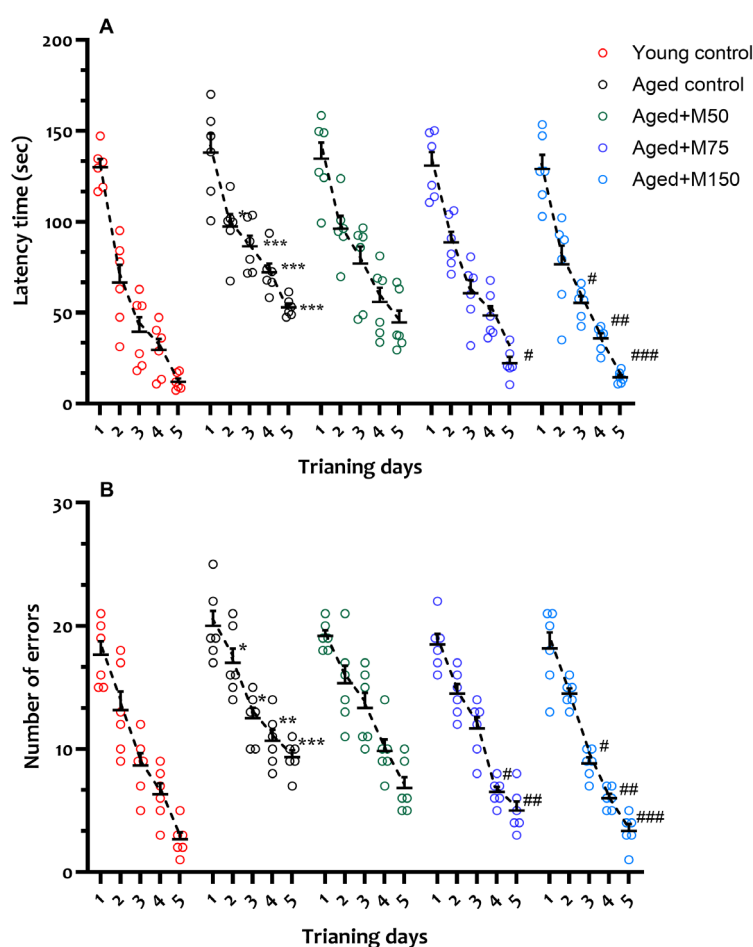 A
200
150
100
50
0
Latency time (sec)
Young control
Aged control
Aged+M50
Aged+M75
Aged+M150
*
***
***
***
#
#
##
###
1 2 3 4 5 1 2 3 4 5 1 2 3 4 5 1 2 3 4 5 1 2 3 4 5
Trianing days
B
30
20
10
0
Number of errors
*
*
**
***
#
##
#
##
###
1 2 3 4 5 1 2 3 4 5 1 2 3 4 5 1 2 3 4 5 1 2 3 4 5
Trianing days